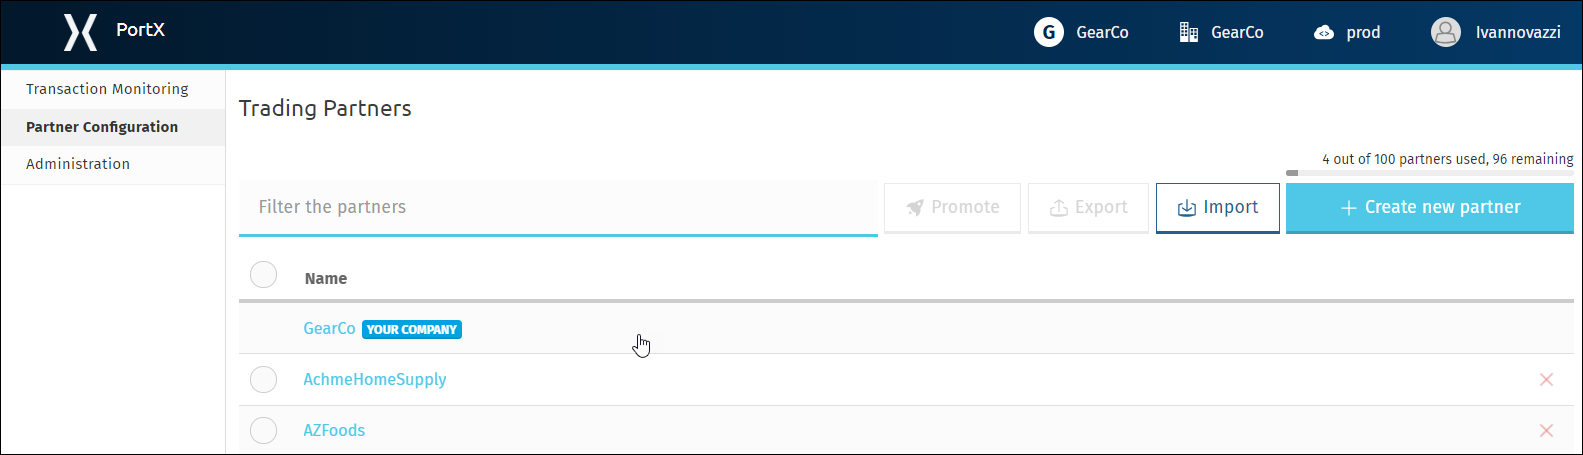 PortX
G GearCo GearCo prod Ivannovazzi
Transaction Monitoring
Partner Configuration
Administration
Trading Partners
4 out of 100 partners used, 96 remaining
Filter the partners Promote Export Import + Create new partner
Name
GearCo YOUR COMPANY
AchmeHomeSupply
AZFoods